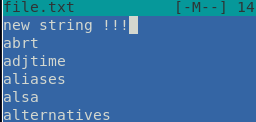 file.txt [-M--] 14
new string !!!
abrt
adjtime
aliases
alsa
alternatives